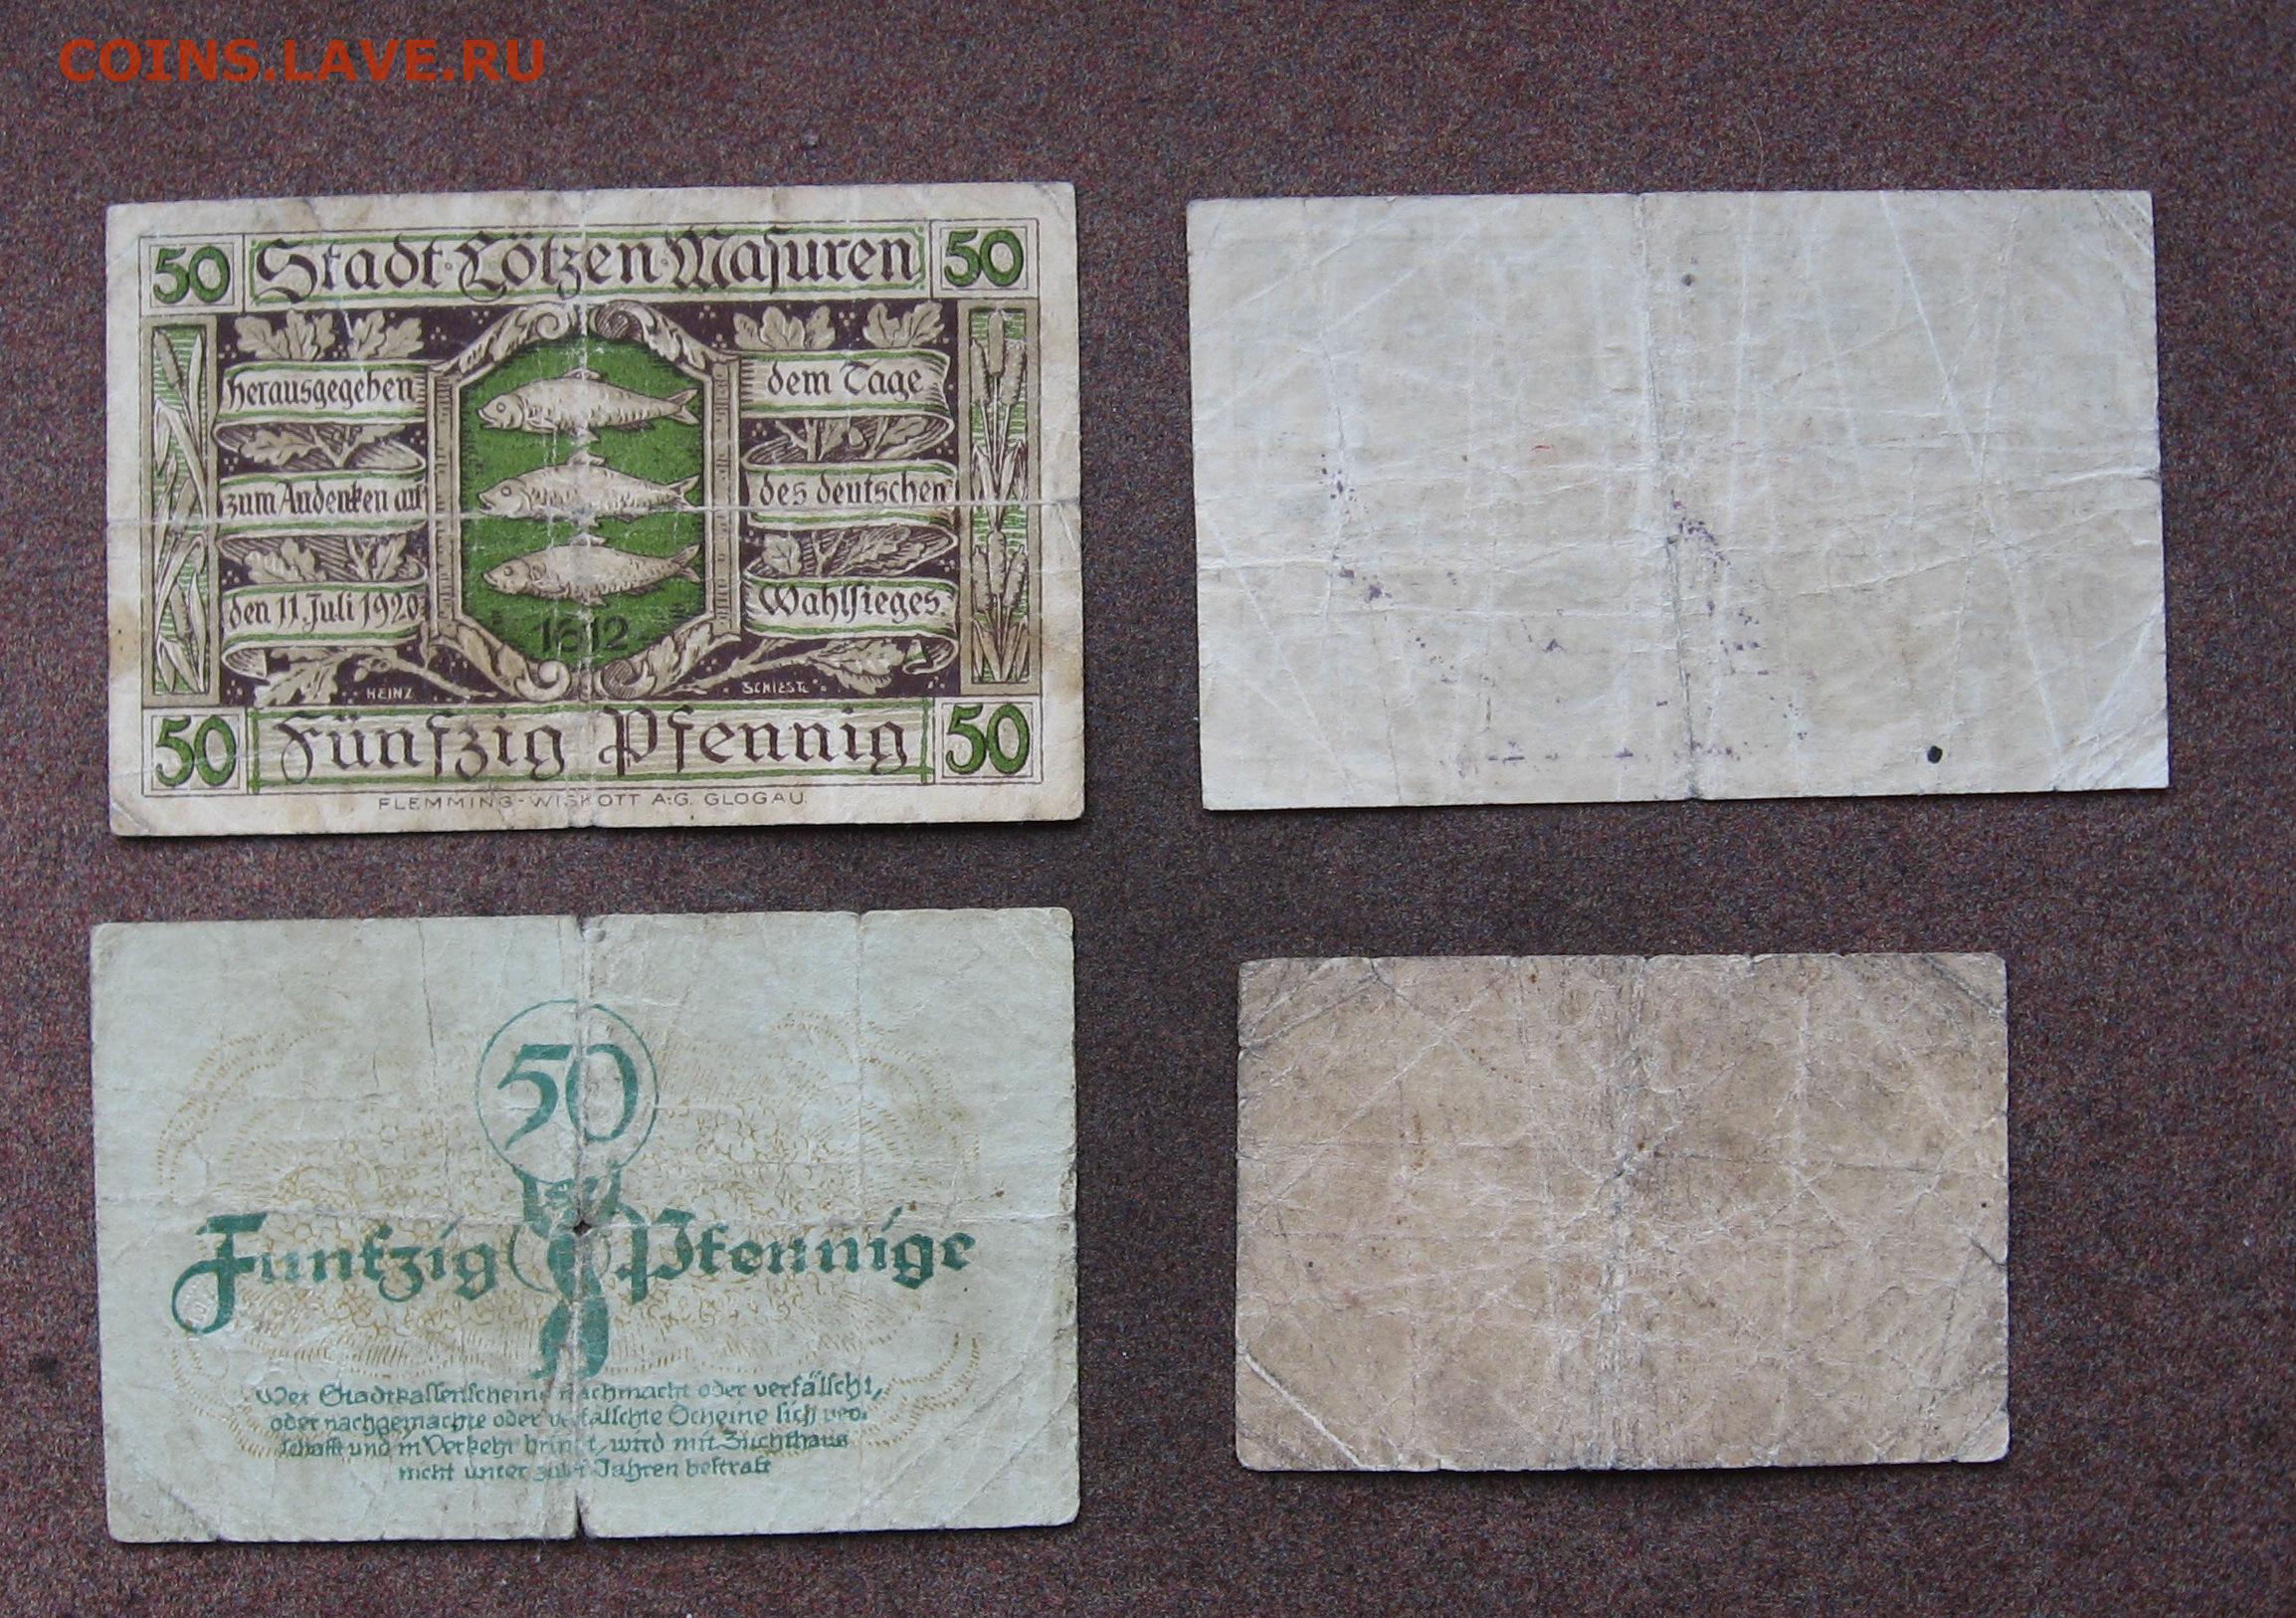 COINS.LAVE.RU
50 Stadt·Lötzen·Masuren 50
herausgegeben
dem Tage
zum Andenken auf
des deutschen
den 11. Juli 1920
Wahlsieges
1612
HEINZ
SCHIESTL
50 Fünfzig Pfennig 50
FLEMMING-WISKOTT A:G. GLOGAU
50
Funfzig Pfennige
Wer Stadtkassenscheine nachmacht oder verfälscht,
oder nachgemachte oder verfälschte Scheine sich ver-
schafft und in Verkehr bringt, wird mit Zuchthaus
nicht unter zwei Jahren bestraft